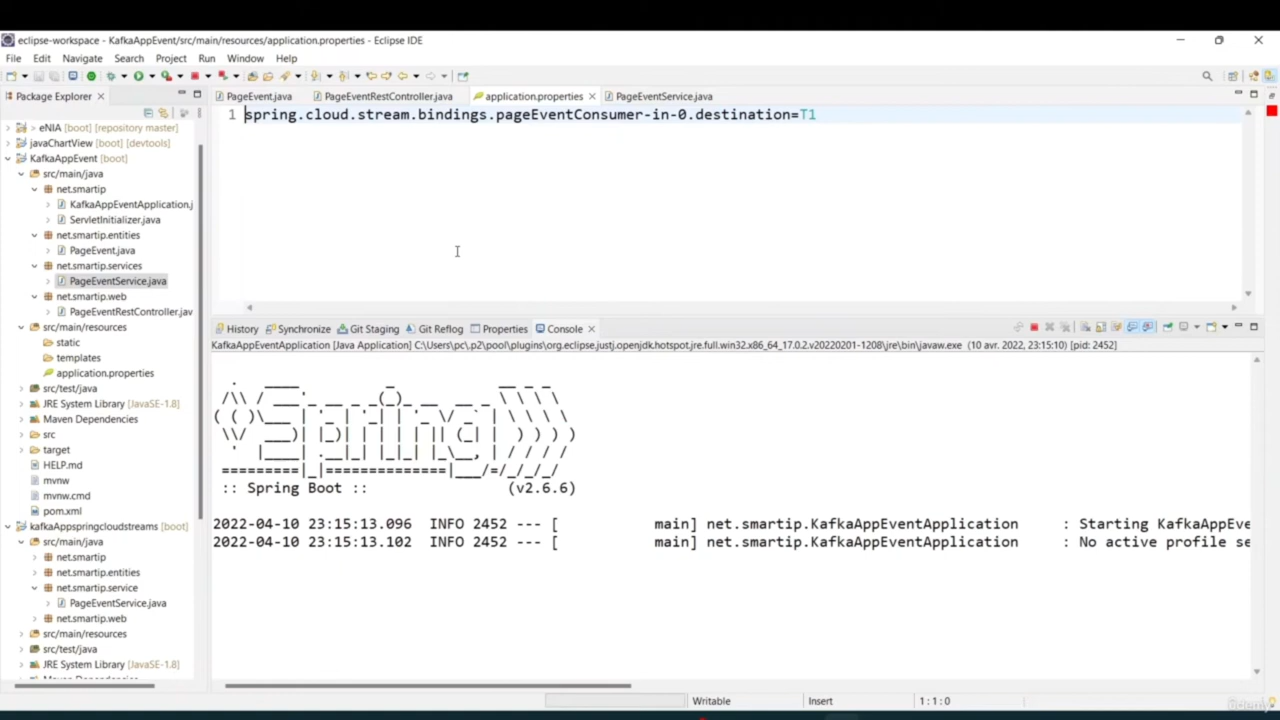 eclipse-workspace - KafkaAppEvent/src/main/resources/application.properties - Eclipse IDE
File Edit Navigate Search Project Run Window Help
Package Explorer
PageEvent.java PageEventRestController.java application.properties PageEventService.java
1 spring.cloud.stream.bindings.pageEventConsumer-in-0.destination=T1
eNIA [boot] [repository master]
javaChartView [boot] [devtools]
KafkaAppEvent [boot]
src/main/java
net.smartip
KafkaAppEventApplication.j
ServletInitializer.java
net.smartip.entities
PageEvent.java
net.smartip.services
PageEventService.java
net.smartip.web
PageEventRestController.jav
src/main/resources
static
templates
application.properties
src/test/java
JRE System Library [JavaSE-1.8]
Maven Dependencies
src
target
HELP.md
mvnw
mvnw.cmd
pom.xml
kafkaAppspringcloudstreams [boot]
src/main/java
net.smartip
net.smartip.entities
net.smartip.service
PageEventService.java
net.smartip.web
src/main/resources
src/test/java
JRE System Library [JavaSE-1.8]
History Synchronize Git Staging Git Reflog Properties Console
KafkaAppEventApplication [Java Application] C:\Users\pc\.p2\pool\plugins\org.eclipse.justj.openjdk.hotspot.jre.full.win32.x86_64_17.0.2.v20220201-1208\jre\bin\javaw.exe (10 avr. 2022, 23:15:10) [pid: 2452]
Spring
:: Spring Boot :: (v2.6.6)
2022-04-10 23:15:13.096 INFO 2452 --- [ main] net.smartip.KafkaAppEventApplication : Starting KafkaAppEve
2022-04-10 23:15:13.102 INFO 2452 --- [ main] net.smartip.KafkaAppEventApplication : No active profile se
Writable Insert 1:1:0
udemy